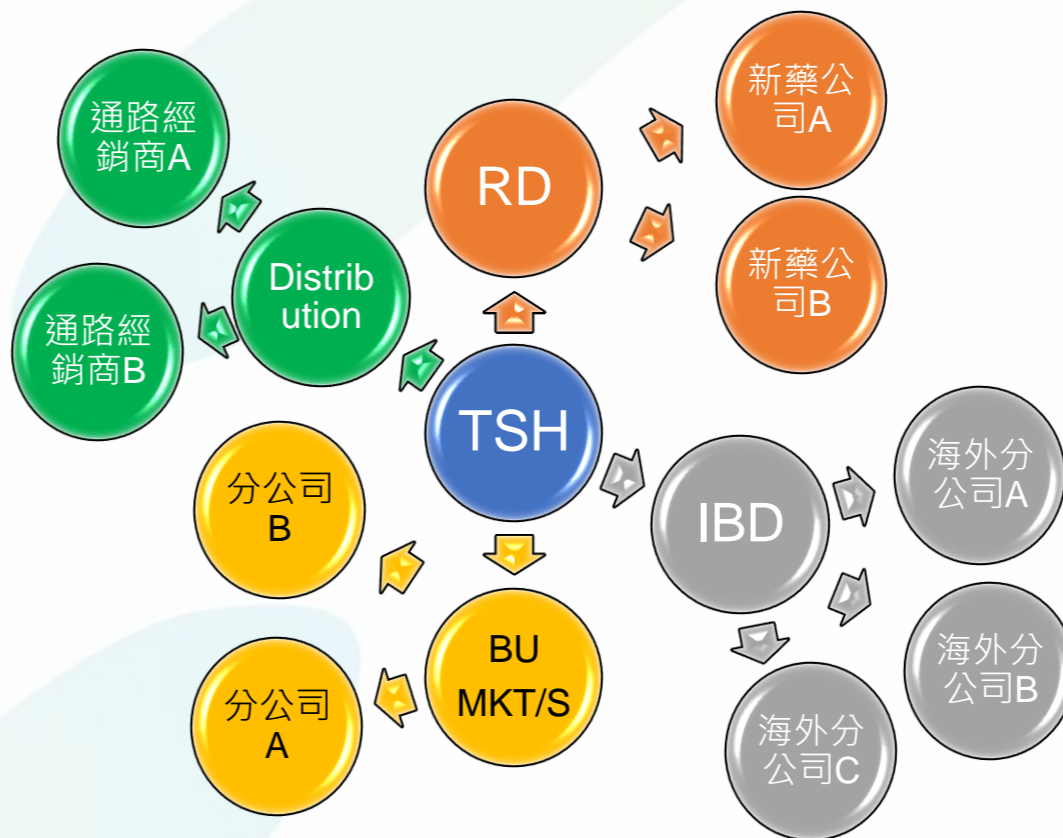 新藥公
司A
通路經
銷商A
RD
新藥公
司B
Distrib
ution
通路經
銷商B
TSH
海外分
公司A
分公司
B
IBD
BU
MKT/S
海外分
公司B
分公司
A
海外分
公司C